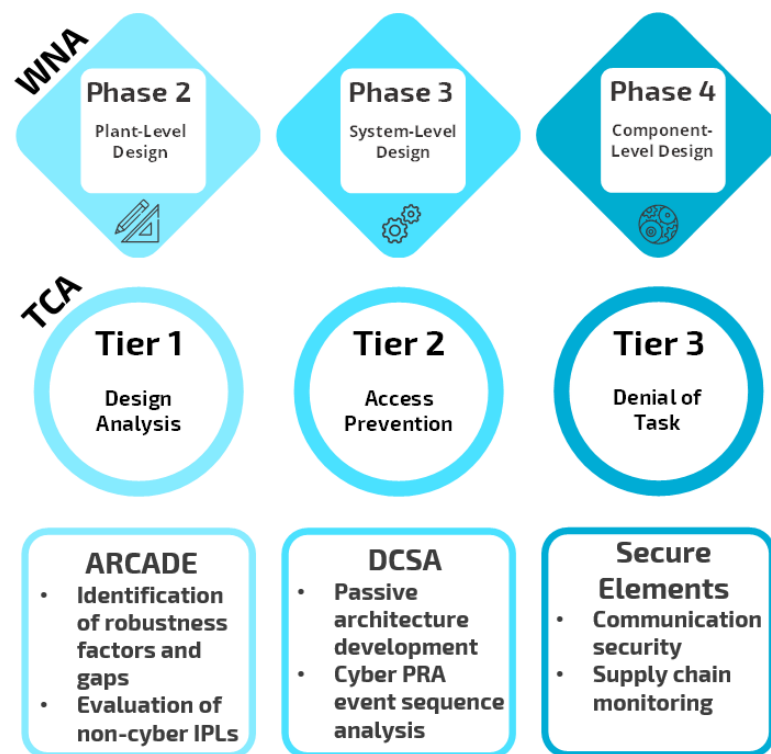 WNA
Phase 2
Plant-Level
Design
Phase 3
System-Level
Design
Phase 4
Component-
Level Design
TCA
Tier 1
Design
Analysis
Tier 2
Access
Prevention
Tier 3
Denial of
Task
ARCADE
• Identification
of robustness
factors and
gaps
• Evaluation of
non-cyber IPLs
DCSA
• Passive
architecture
development
• Cyber PRA
event sequence
analysis
Secure
Elements
• Communication
security
• Supply chain
monitoring